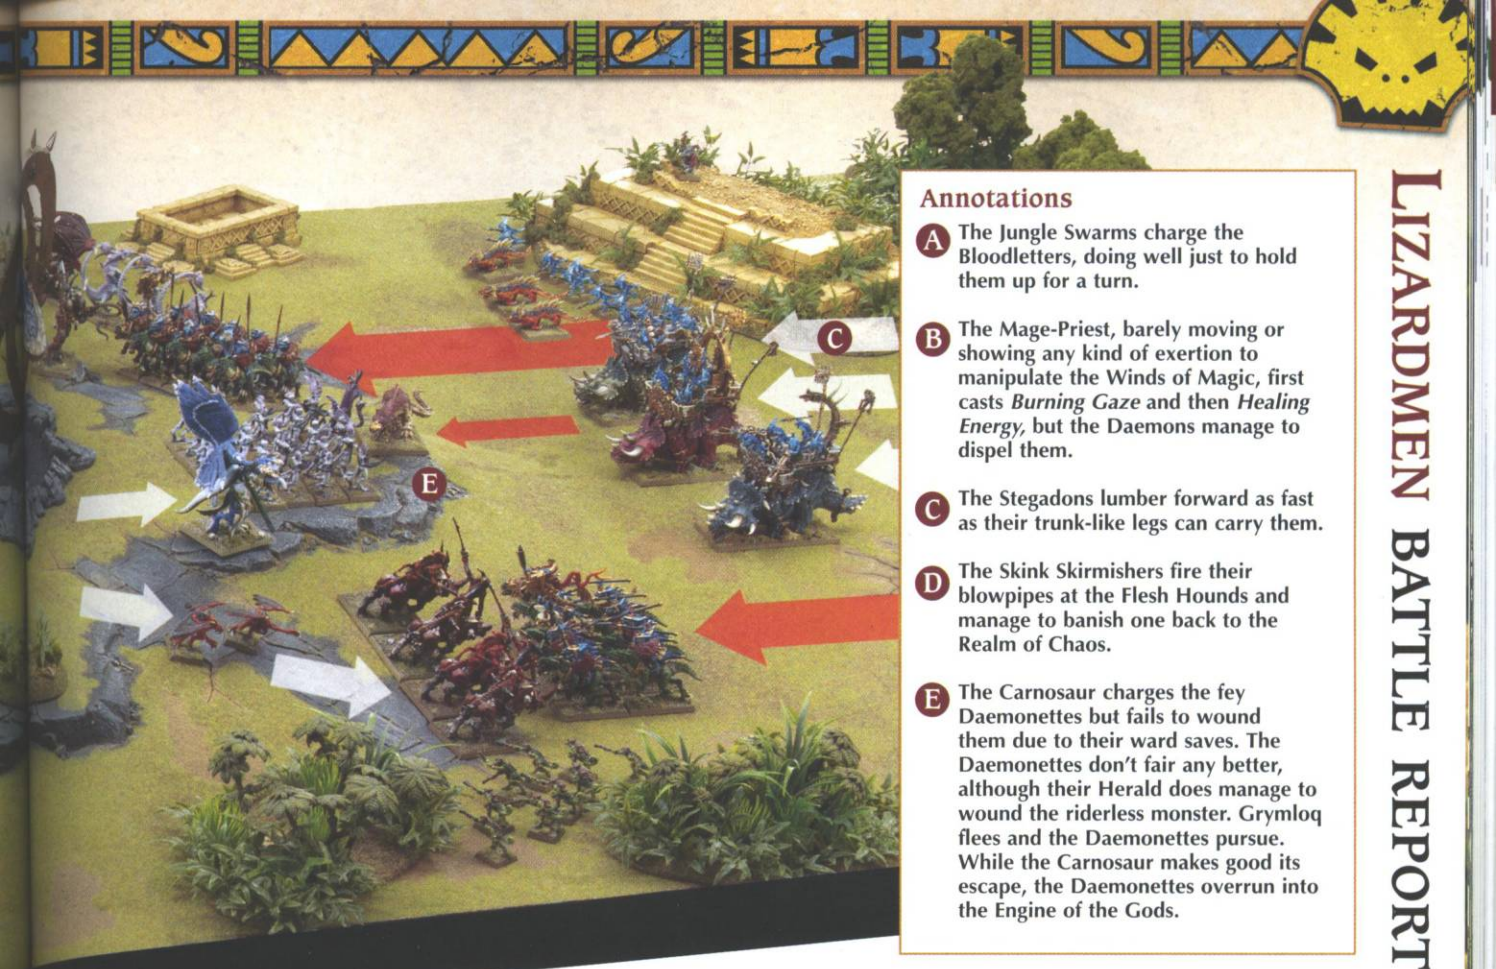 Annotations
A The Jungle Swarms charge the
Bloodletters, doing well just to hold
them up for a turn.
B The Mage-Priest, barely moving or
showing any kind of exertion to
manipulate the Winds of Magic, first
casts Burning Gaze and then Healing
Energy, but the Daemons manage to
dispel them.
C The Stegadons lumber forward as fast
as their trunk-like legs can carry them.
D The Skink Skirmishers fire their
blowpipes at the Flesh Hounds and
manage to banish one back to the
Realm of Chaos.
E The Carnosaur charges the fey
Daemonettes but fails to wound
them due to their ward saves. The
Daemonettes don't fair any better,
although their Herald does manage to
wound the riderless monster. Grymloq
flees and the Daemonettes pursue.
While the Carnosaur makes good its
escape, the Daemonettes overrun into
the Engine of the Gods.
LIZARDMEN BATTLE REPORT
C
E